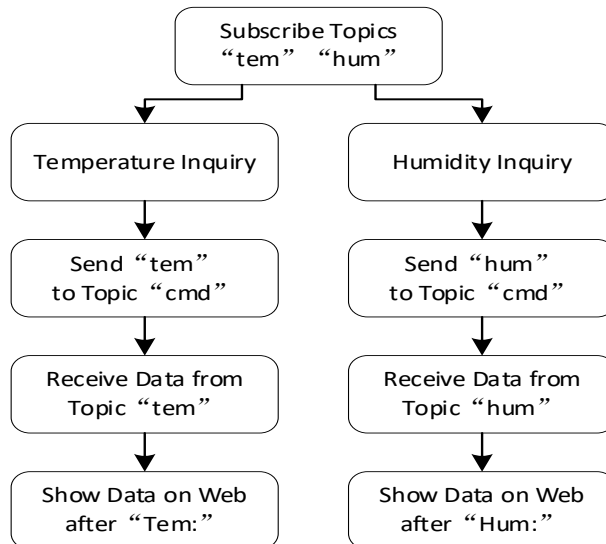 Subscribe Topics
“tem” “hum”
Temperature Inquiry
Send “tem”
to Topic “cmd”
Receive Data from
Topic “tem”
Show Data on Web
after “Tem:”
Humidity Inquiry
Send “hum”
to Topic “cmd”
Receive Data from
Topic “hum”
Show Data on Web
after “Hum:”